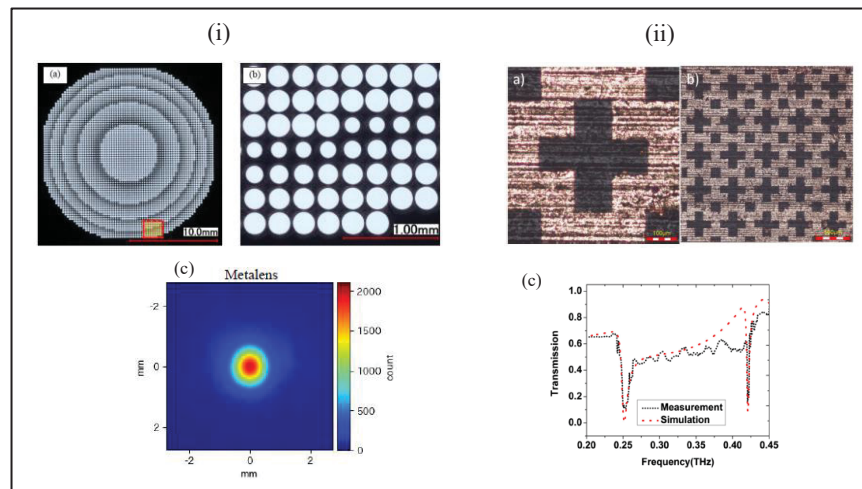 (i)
(a)
10.0mm
(b)
1.00mm
(c)
Metalens
-2
0
2
mm
-2
0
2
mm
2000
1500
1000
500
0
count
(ii)
a)
100μm
b)
(c)
1.0
0.8
0.6
0.4
0.2
0.0
Transmission
Measurement
Simulation
0.20 0.25 0.30 0.35 0.40 0.45
Frequency(THz)